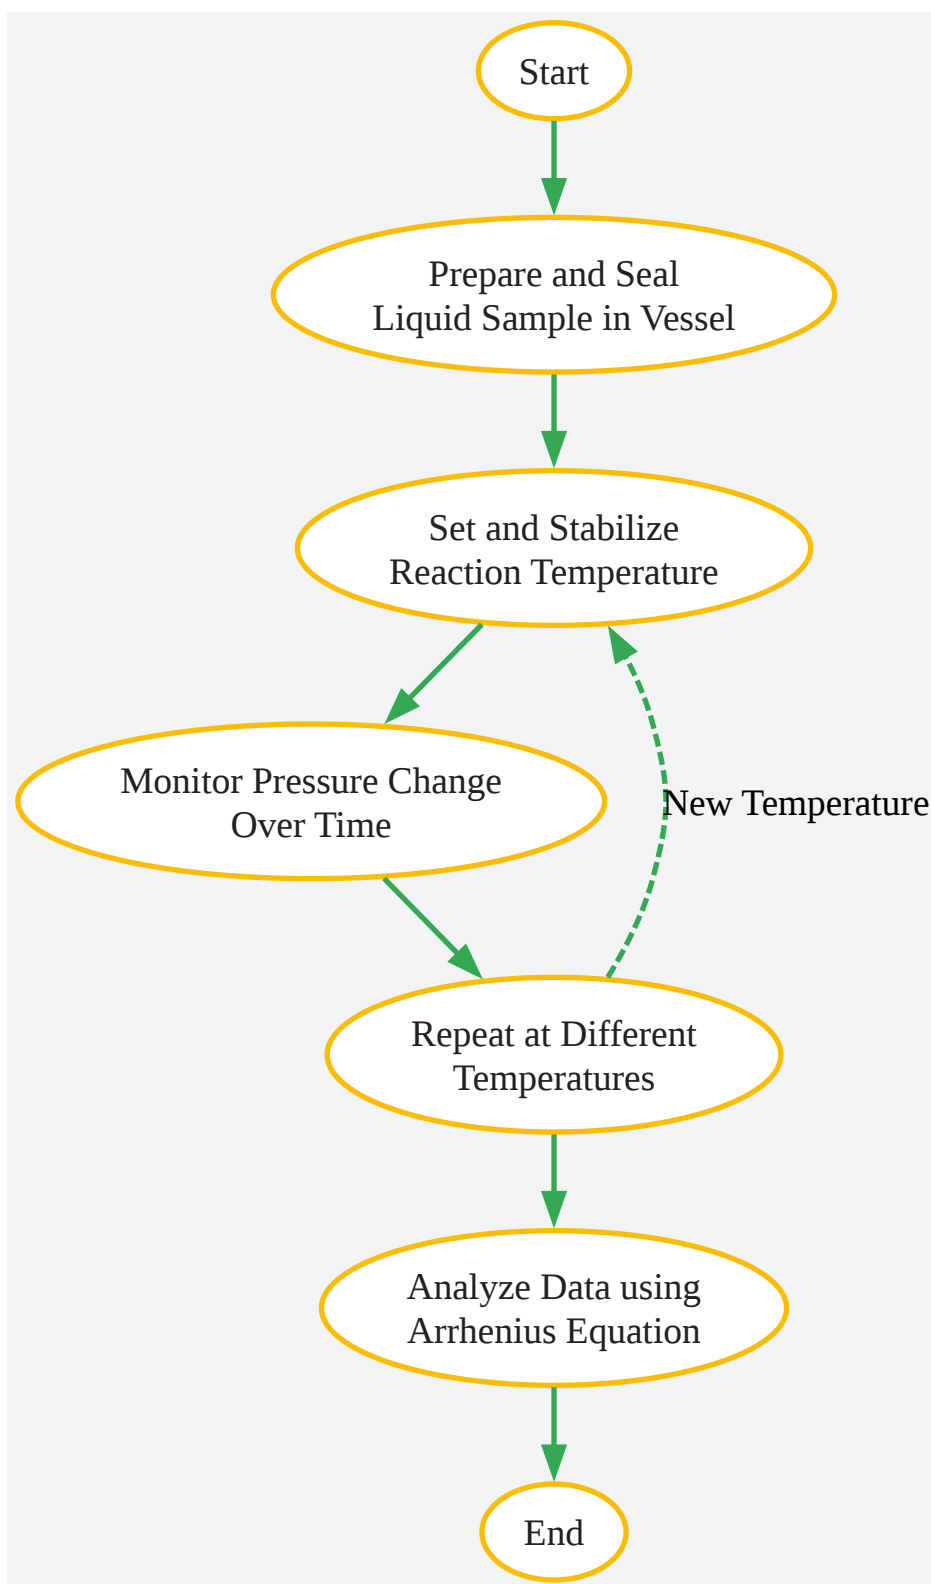 Start
Prepare and Seal
Liquid Sample in Vessel
Set and Stabilize
Reaction Temperature
Monitor Pressure Change
Over Time
New Temperature
Repeat at Different
Temperatures
Analyze Data using
Arrhenius Equation
End